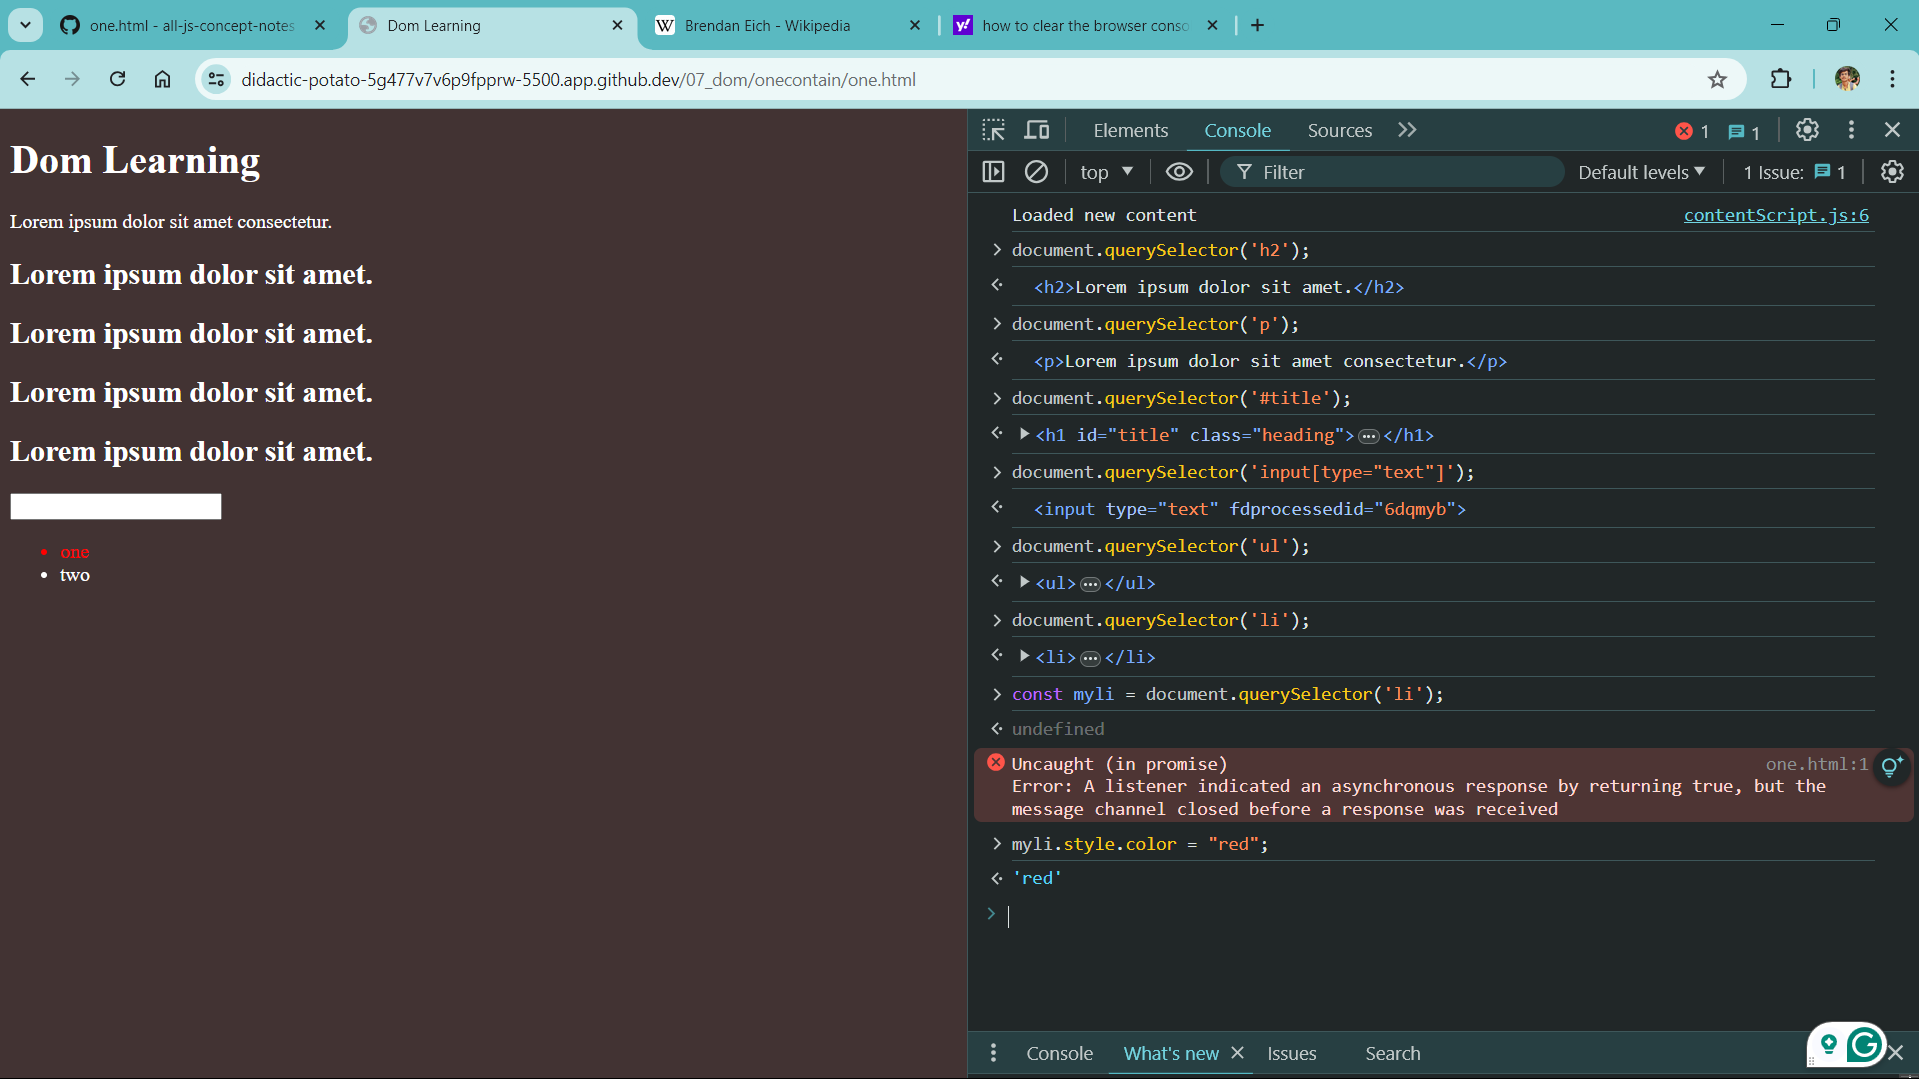 one.html - all-js-concept-notes
Dom Learning
W Brendan Eich - Wikipedia
y! how to clear the browser conso
didactic-potato-5g477v7v6p9fpprw-5500.app.github.dev/07_dom/onecontain/one.html
Dom Learning
Lorem ipsum dolor sit amet consectetur.
Lorem ipsum dolor sit amet.
Lorem ipsum dolor sit amet.
Lorem ipsum dolor sit amet.
Lorem ipsum dolor sit amet.
one
two
Elements Console Sources 1 1
top Filter Default levels 1 Issue: 1
Loaded new content contentScript.js:6
document.querySelector('h2');
<h2>Lorem ipsum dolor sit amet.</h2>
document.querySelector('p');
<p>Lorem ipsum dolor sit amet consectetur.</p>
document.querySelector('#title');
<h1 id="title" class="heading">…</h1>
document.querySelector('input[type="text"]');
<input type="text" fdprocessedid="6dqmyb">
document.querySelector('ul');
<ul>…</ul>
document.querySelector('li');
<li>…</li>
const myli = document.querySelector('li');
undefined
Uncaught (in promise) one.html:1
Error: A listener indicated an asynchronous response by returning true, but the
message channel closed before a response was received
myli.style.color = "red";
'red'
Console What's new Issues Search